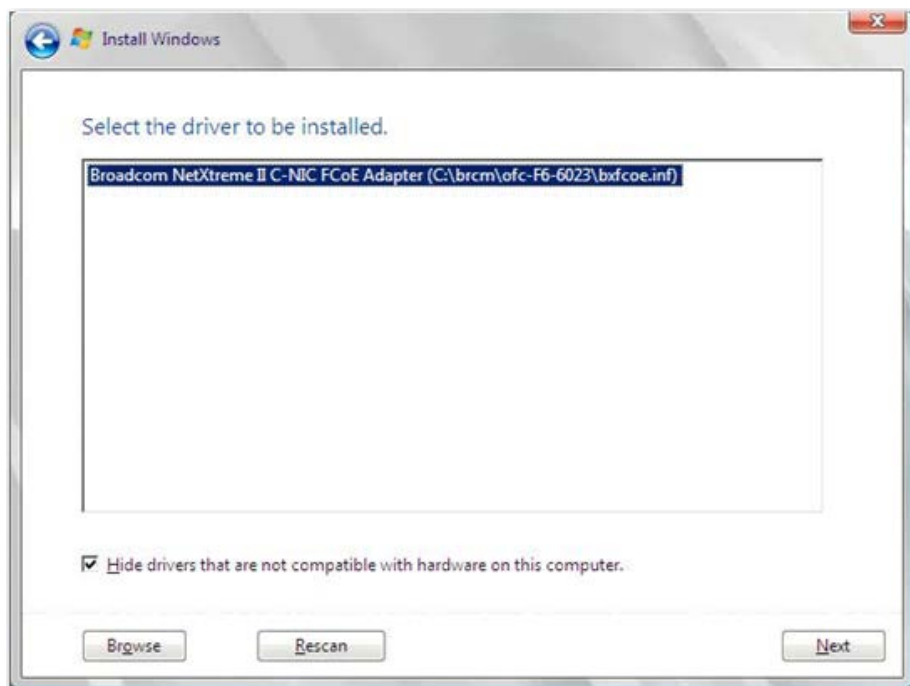 Install Windows
Select the driver to be installed.
Broadcom NetXtreme II C-NIC FCoE Adapter (C:\brcm\ofc-F6-6023\bxfcoe.inf)
Hide drivers that are not compatible with hardware on this computer.
Browse
Rescan
Next